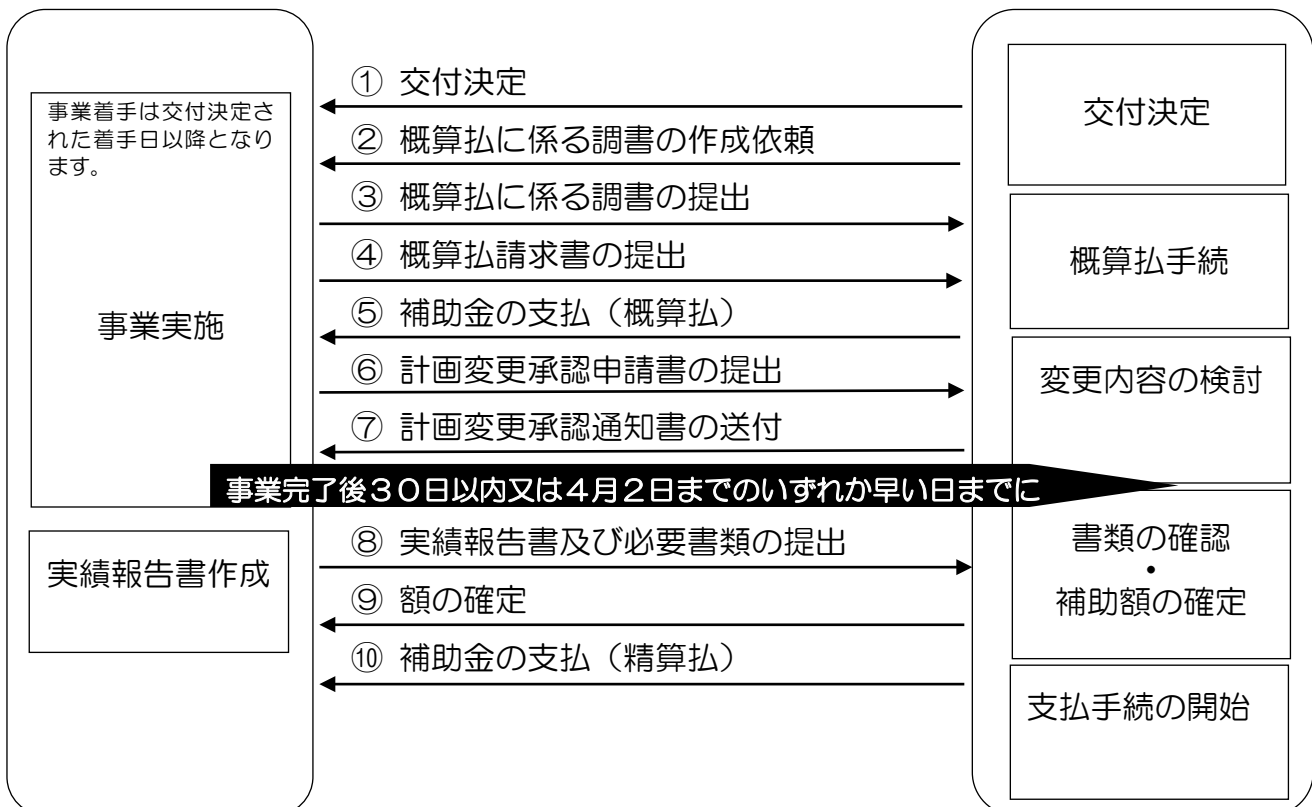 ① 交付決定
事業着手は交付決定さ
れた着手日以降となり
ます。
交付決定
② 概算払に係る調書の作成依頼
③ 概算払に係る調書の提出
④ 概算払請求書の提出
概算払手続
事業実施
⑤ 補助金の支払（概算払）
⑥ 計画変更承認申請書の提出
変更内容の検討
⑦ 計画変更承認通知書の送付
事業完了後３０日以内又は４月２日までのいずれか早い日までに
⑧ 実績報告書及び必要書類の提出
書類の確認
・
補助額の確定
実績報告書作成
⑨ 額の確定
⑩ 補助金の支払（精算払）
支払手続の開始